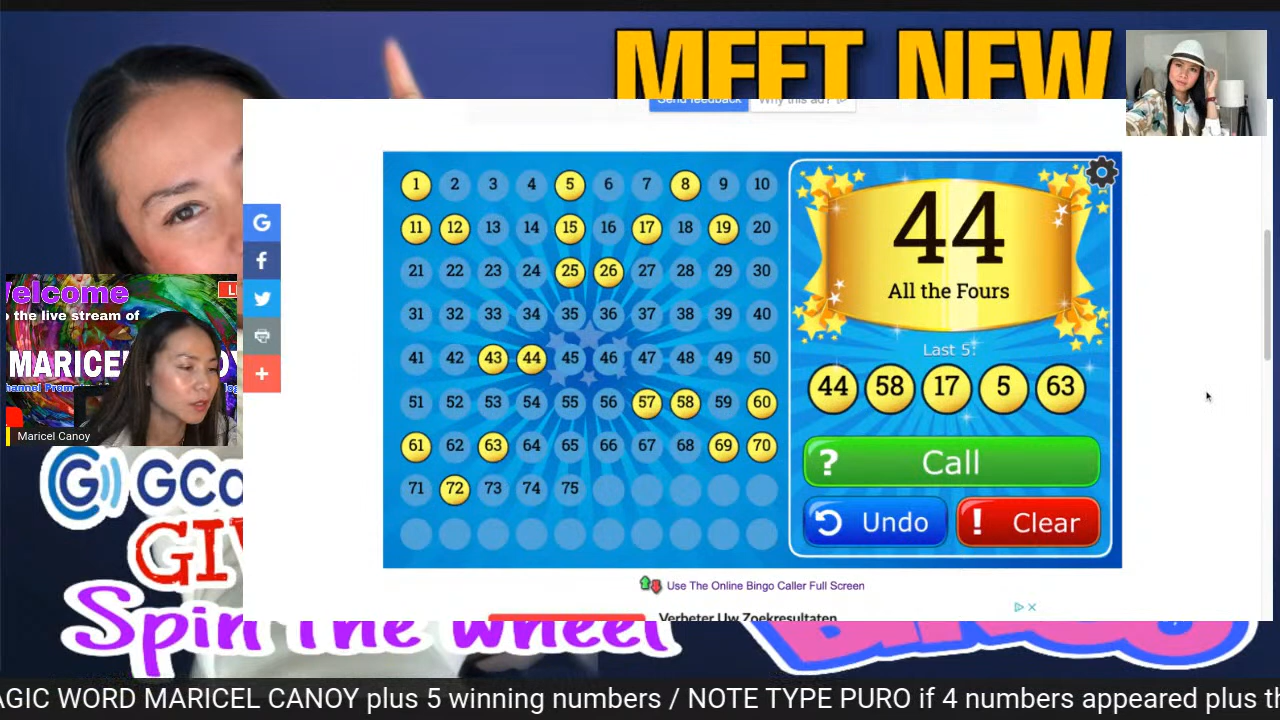 MEET NEW
Send feedback
Why this ad?
1 2 3 4 5 6 7 8 9 10
11 12 13 14 15 16 17 18 19 20
21 22 23 24 25 26 27 28 29 30
31 32 33 34 35 36 37 38 39 40
41 42 43 44 45 46 47 48 49 50
51 52 53 54 55 56 57 58 59 60
61 62 63 64 65 66 67 68 69 70
71 72 73 74 75
44
All the Fours
Last 5:
44 58 17 5 63
? Call
Undo
! Clear
Use The Online Bingo Caller Full Screen
Verbeter Uw Zoekresultaten
G
f
+
elcome
the live stream of
MARICE
Maricel Canoy
GCa
GI
Spin The Wheel
AGIC WORD MARICEL CANOY plus 5 winning numbers / NOTE TYPE PURO if 4 numbers appeared plus th